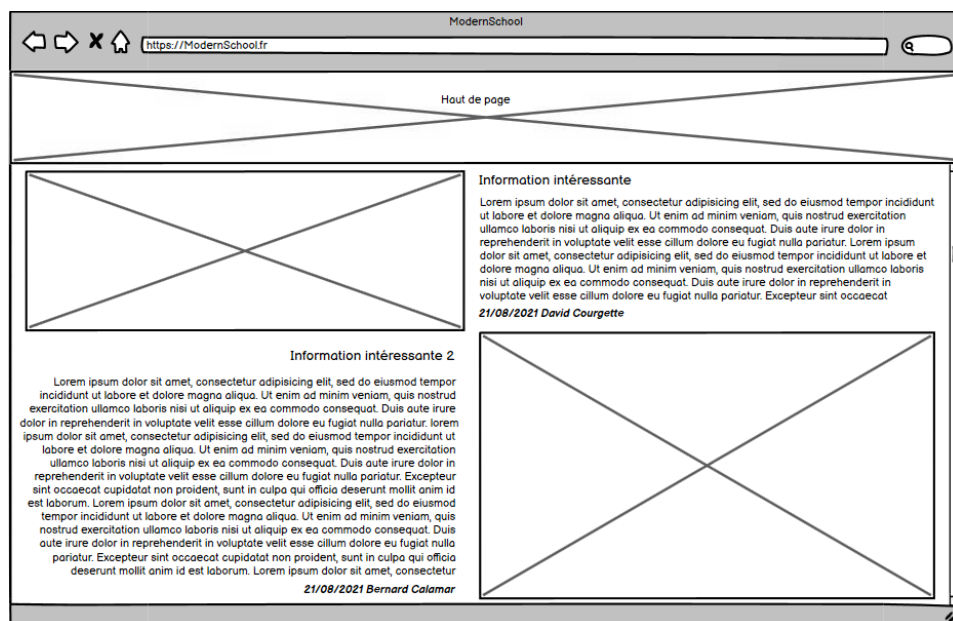 ModernSchool
https://ModernSchool.fr
Haut de page
Information intéressante
Lorem ipsum dolor sit amet, consectetur adipisicing elit, sed do eiusmod tempor incididunt
ut labore et dolore magna aliqua. Ut enim ad minim veniam, quis nostrud exercitation
ullamco laboris nisi ut aliquip ex ea commodo consequat. Duis aute irure dolor in
reprehenderit in voluptate velit esse cillum dolore eu fugiat nulla pariatur. Lorem ipsum
dolor sit amet, consectetur adipisicing elit, sed do eiusmod tempor incididunt ut labore et
dolore magna aliqua. Ut enim ad minim veniam, quis nostrud exercitation ullamco laboris
nisi ut aliquip ex ea commodo consequat. Duis aute irure dolor in reprehenderit in
voluptate velit esse cillum dolore eu fugiat nulla pariatur. Excepteur sint occaecat
21/08/2021 David Courgette
Information intéressante 2
Lorem ipsum dolor sit amet, consectetur adipisicing elit, sed do eiusmod tempor
incididunt ut labore et dolore magna aliqua. Ut enim ad minim veniam, quis nostrud
exercitation ullamco laboris nisi ut aliquip ex ea commodo consequat. Duis aute irure
dolor in reprehenderit in voluptate velit esse cillum dolore eu fugiat nulla pariatur. lorem
ipsum dolor sit amet, consectetur adipisicing elit, sed do eiusmod tempor incididunt ut
labore et dolore magna aliqua. Ut enim ad minim veniam, quis nostrud exercitation
ullamco laboris nisi ut aliquip ex ea commodo consequat. Duis aute irure dolor in
reprehenderit in voluptate velit esse cillum dolore eu fugiat nulla pariatur. Excepteur
sint occaecat cupidatat non proident, sunt in culpa qui officia deserunt mollit anim id
est laborum. Lorem ipsum dolor sit amet, consectetur adipisicing elit, sed do eiusmod
tempor incididunt ut labore et dolore magna aliqua. Ut enim ad minim veniam, quis
nostrud exercitation ullamco laboris nisi ut aliquip ex ea commodo consequat. Duis
aute irure dolor in reprehenderit in voluptate velit esse cillum dolore eu fugiat nulla
pariatur. Excepteur sint occaecat cupidatat non proident, sunt in culpa qui officia
deserunt mollit anim id est laborum. Lorem ipsum dolor sit amet, consectetur
21/08/2021 Bernard Calamar